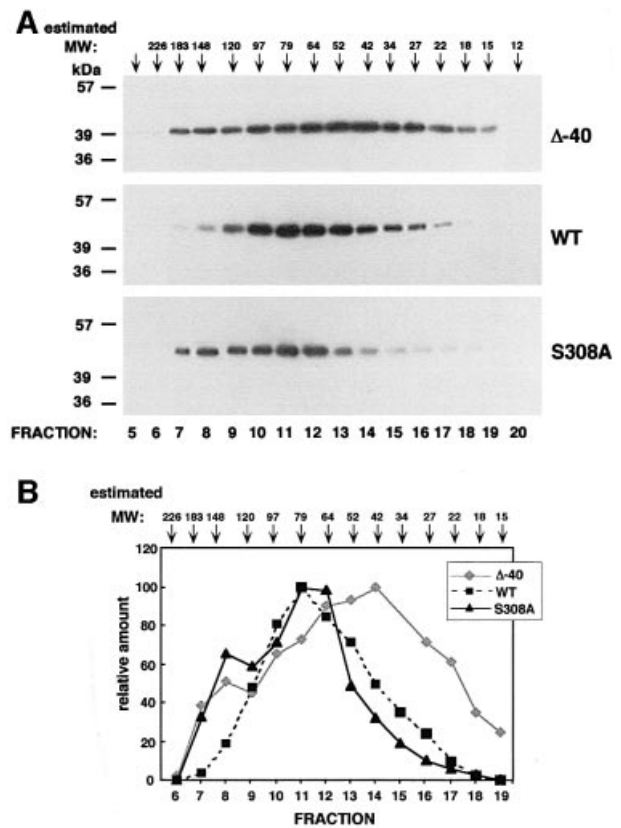 A estimated
MW: 226 183 148 120 97 79 64 52 42 34 27 22 18 15 12
kDa
57
39
36
Δ-40
57
39
36
WT
57
39
36
S308A
FRACTION: 5 6 7 8 9 10 11 12 13 14 15 16 17 18 19 20
B estimated
MW: 226 183 148 120 97 79 64 52 42 34 27 22 18 15
120
100
80
60
40
20
0
relative amount
Δ-40
WT
S308A
6 7 8 9 10 11 12 13 14 15 16 17 18 19
FRACTION